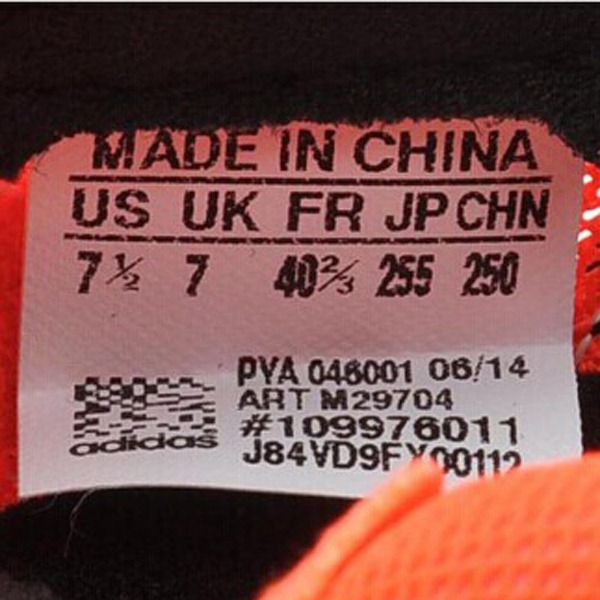 MADE IN CHINA
US UK FR JP CHN
7½ 7 40⅔ 255 250
PYA 046001 06/14
ART M29704
#109976011
J84VD9FX00112
adidas